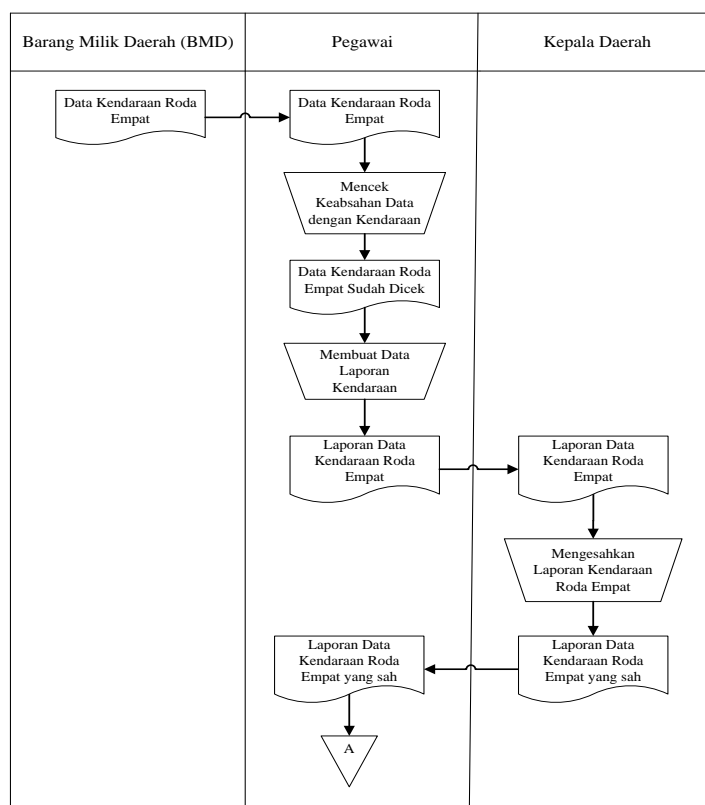 Barang Milik Daerah (BMD)
Pegawai
Kepala Daerah
Data Kendaraan Roda
Empat
Data Kendaraan Roda
Empat
Mencek
Keabsahan Data
dengan Kendaraan
Data Kendaraan Roda
Empat Sudah Dicek
Membuat Data
Laporan
Kendaraan
Laporan Data
Kendaraan Roda
Empat
Laporan Data
Kendaraan Roda
Empat
Mengesahkan
Laporan Kendaraan
Roda Empat
Laporan Data
Kendaraan Roda
Empat yang sah
Laporan Data
Kendaraan Roda
Empat yang sah
A